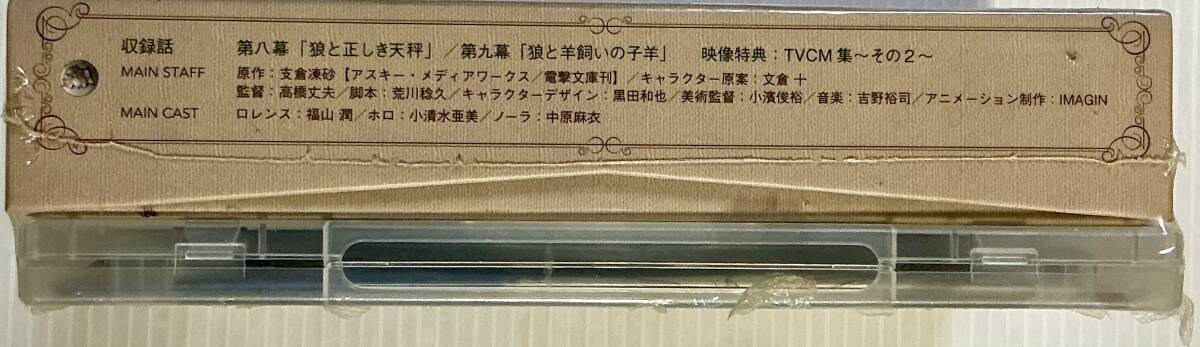 収録話 第八幕「狼と正しき天秤」／第九幕「狼と羊飼いの子羊」 映像特典：TVCM 集〜その２〜
MAIN STAFF 原作：支倉凍砂【アスキー・メディアワークス／電撃文庫刊】／キャラクター原案：文倉 十
監督：高橋丈夫／脚本：荒川稔久／キャラクターデザイン：黒田和也／美術監督：小濱俊裕／音楽：吉野裕司／アニメーション制作：IMAGIN
MAIN CAST ロレンス：福山 潤／ホロ：小清水亜美／ノーラ：中原麻衣